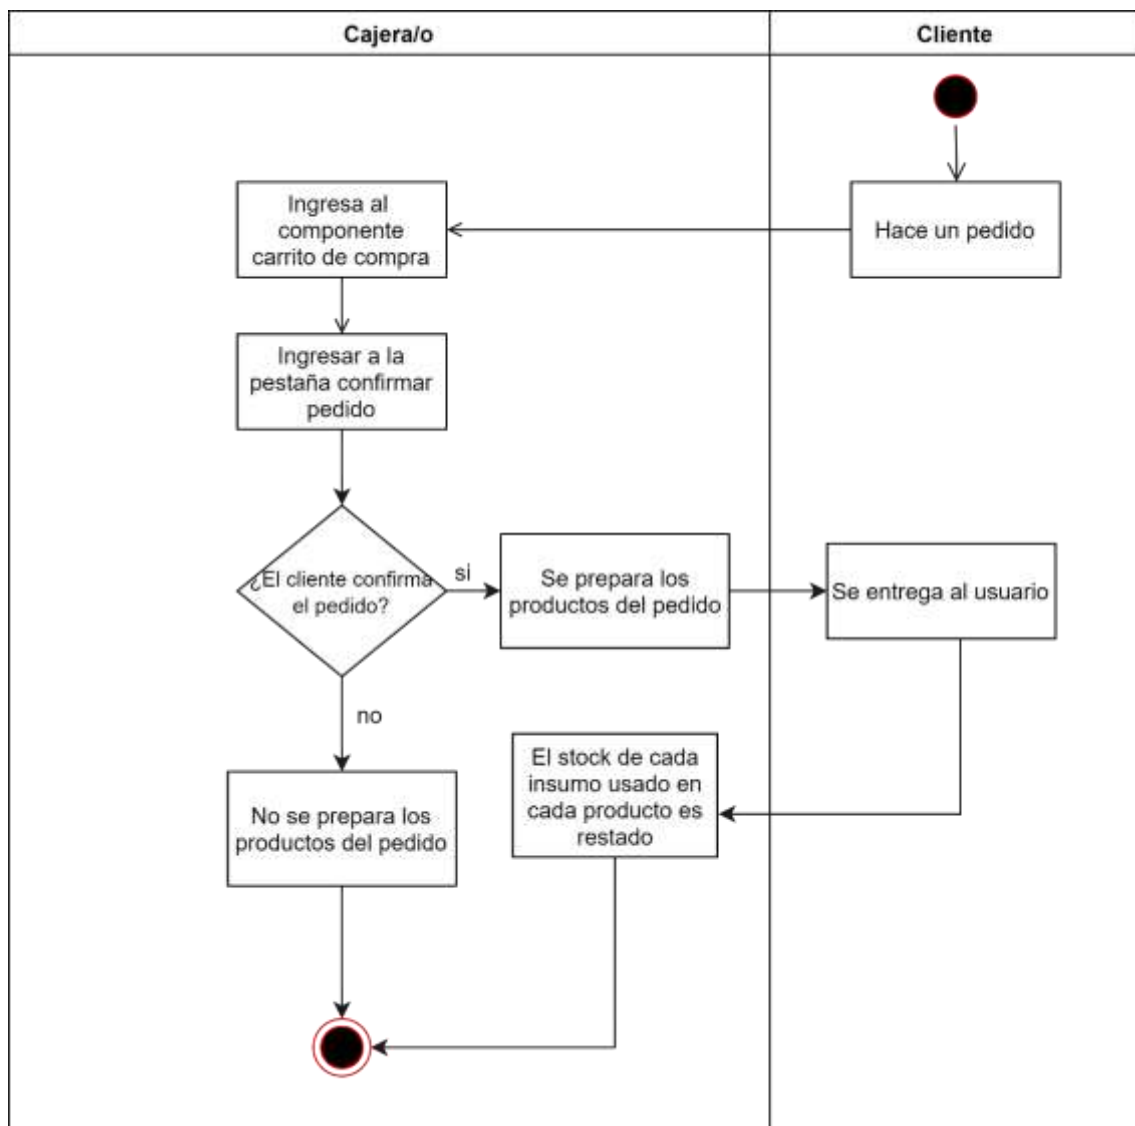 Cajera/o
Cliente
Ingresa al
componente
carrito de compra
Hace un pedido
Ingresar a la
pestaña confirmar
pedido
¿El cliente confirma
el pedido?
si
Se prepara los
productos del pedido
Se entrega al usuario
no
El stock de cada
insumo usado en
cada producto es
restado
No se prepara los
productos del pedido